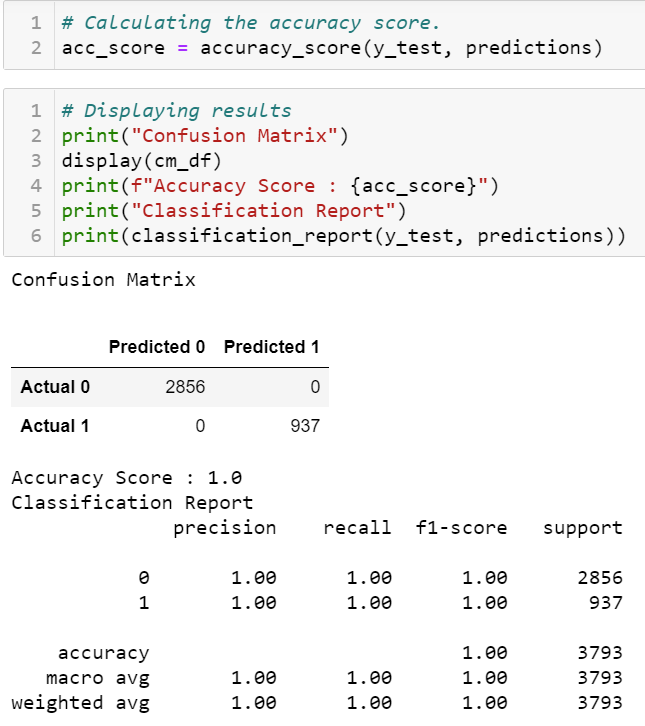 1 # Calculating the accuracy score.
2 acc_score = accuracy_score(y_test, predictions)
1 # Displaying results
2 print("Confusion Matrix")
3 display(cm_df)
4 print(f"Accuracy Score : {acc_score}")
5 print("Classification Report")
6 print(classification_report(y_test, predictions))
Confusion Matrix
Predicted 0 Predicted 1
Actual 0 2856 0
Actual 1 0 937
Accuracy Score : 1.0
Classification Report
precision recall f1-score support
0 1.00 1.00 1.00 2856
1 1.00 1.00 1.00 937
accuracy 1.00 3793
macro avg 1.00 1.00 1.00 3793
weighted avg 1.00 1.00 1.00 3793